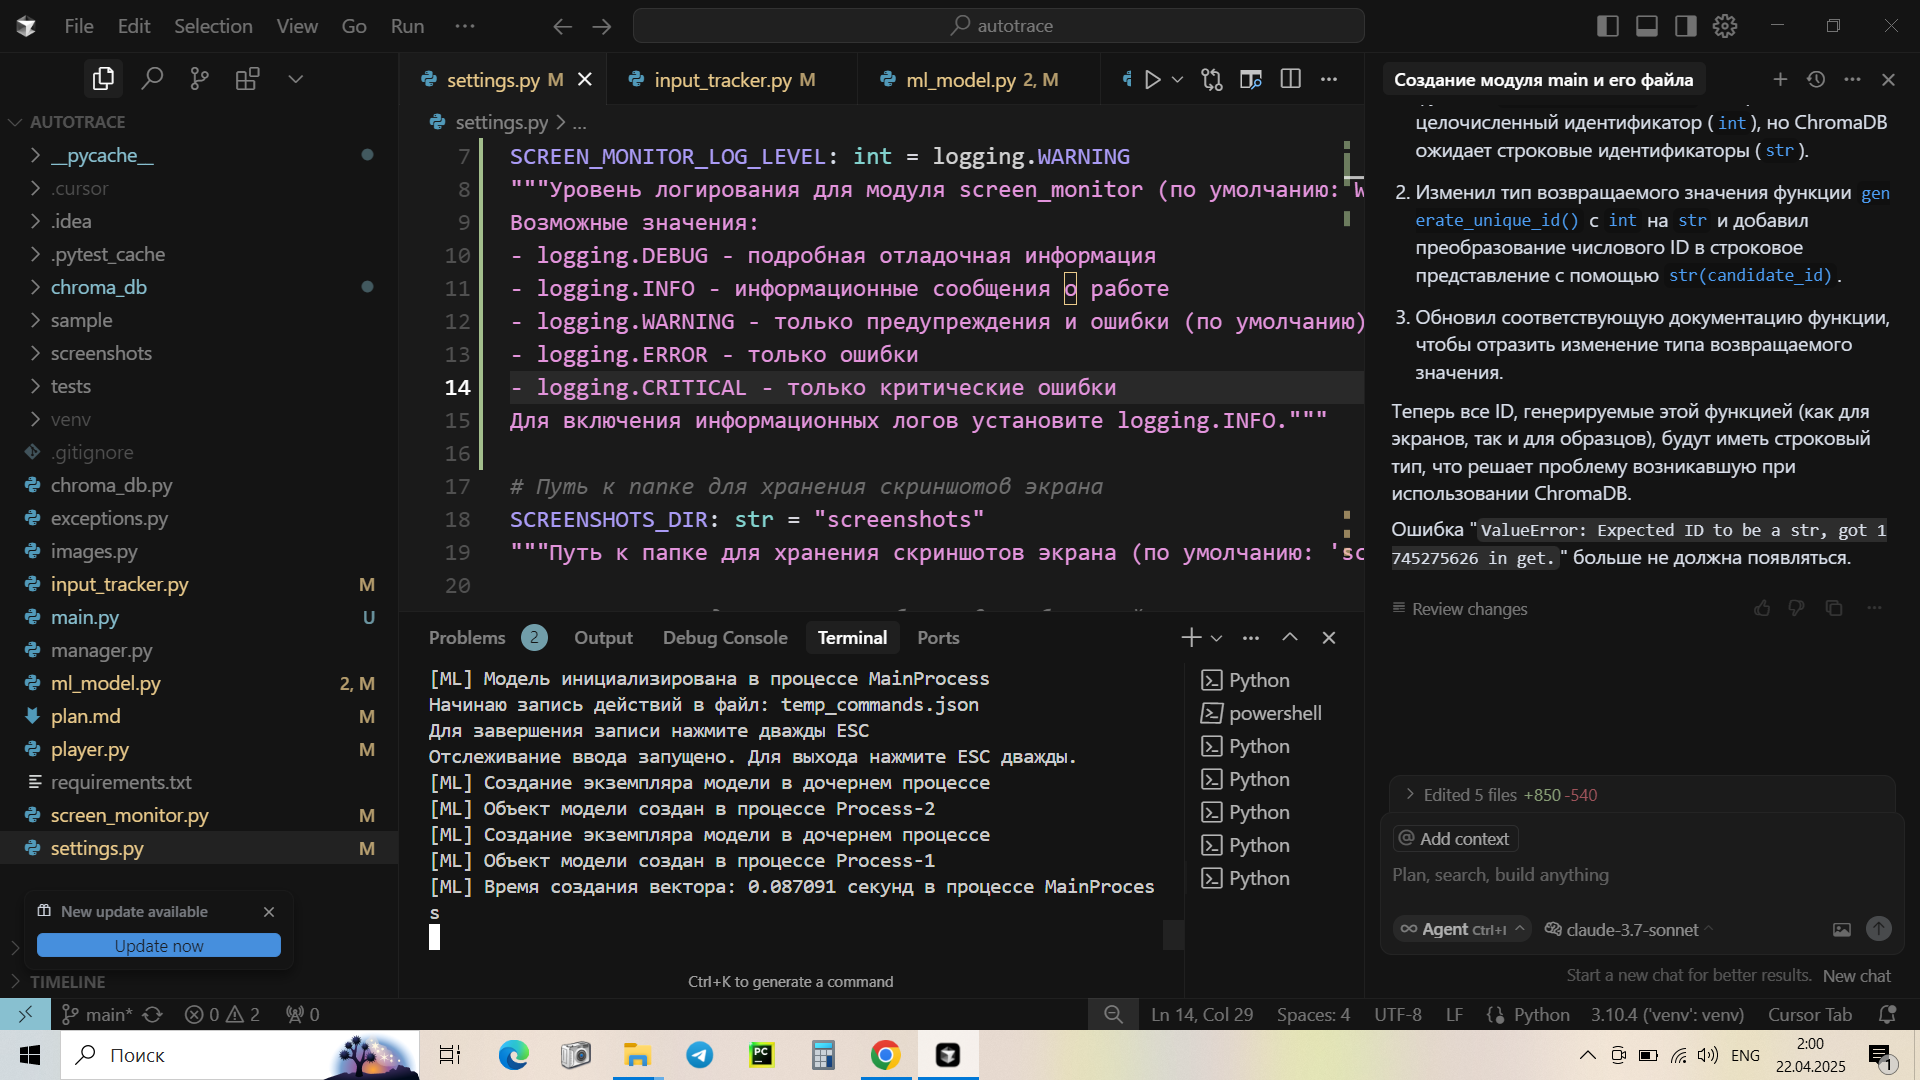 File Edit Selection View Go Run ···
autotrace
AUTOTRACE
__pycache__
.cursor
.idea
.pytest_cache
chroma_db
sample
screenshots
tests
venv
.gitignore
chroma_db.py
exceptions.py
images.py
input_tracker.py M
main.py U
manager.py
ml_model.py 2, M
plan.md M
player.py M
requirements.txt
screen_monitor.py M
settings.py M
New update available
Update now
TIMELINE
settings.py M input_tracker.py M ml_model.py 2, M
settings.py > ...
7 SCREEN_MONITOR_LOG_LEVEL: int = logging.WARNING
8 """Уровень логирования для модуля screen_monitor (по умолчанию:
9 Возможные значения:
10 - logging.DEBUG - подробная отладочная информация
11 - logging.INFO - информационные сообщения о работе
12 - logging.WARNING - только предупреждения и ошибки (по умолчанию)
13 - logging.ERROR - только ошибки
14 - logging.CRITICAL - только критические ошибки
15 Для включения информационных логов установите logging.INFO."""
16
17 # Путь к папке для хранения скриншотов экрана
18 SCREENSHOTS_DIR: str = "screenshots"
19 """Путь к папке для хранения скриншотов экрана (по умолчанию: 'sc
20
Problems 2 Output Debug Console Terminal Ports
[ML] Модель инициализирована в процессе MainProcess
Начинаю запись действий в файл: temp_commands.json
Для завершения записи нажмите дважды ESC
Отслеживание ввода запущено. Для выхода нажмите ESC дважды.
[ML] Создание экземпляра модели в дочернем процессе
[ML] Объект модели создан в процессе Process-2
[ML] Создание экземпляра модели в дочернем процессе
[ML] Объект модели создан в процессе Process-1
[ML] Время создания вектора: 0.087091 секунд в процессе MainProces
s
Ctrl+K to generate a command
Python
powershell
Python
Python
Python
Python
Python
Создание модуля main и его файла
целочисленный идентификатор ( int ), но ChromaDB
ожидает строковые идентификаторы ( str ).
2. Изменил тип возвращаемого значения функции gen
erate_unique_id() с int на str и добавил
преобразование числового ID в строковое
представление с помощью str(candidate_id) .
3. Обновил соответствующую документацию функции,
чтобы отразить изменение типа возвращаемого
значения.
Теперь все ID, генерируемые этой функцией (как для
экранов, так и для образцов), будут иметь строковый
тип, что решает проблему возникавшую при
использовании ChromaDB.
Ошибка "ValueError: Expected ID to be a str, got 1
745275626 in get." больше не должна появляться.
Review changes
Edited 5 files +850 -540
@ Add context
Plan, search, build anything
∞ Agent Ctrl+I claude-3.7-sonnet
Start a new chat for better results. New chat
main* 0 2 0 Ln 14, Col 29 Spaces: 4 UTF-8 LF Python 3.10.4 ('venv': venv) Cursor Tab
Поиск
PC
ENG
2:00
22.04.2025
1